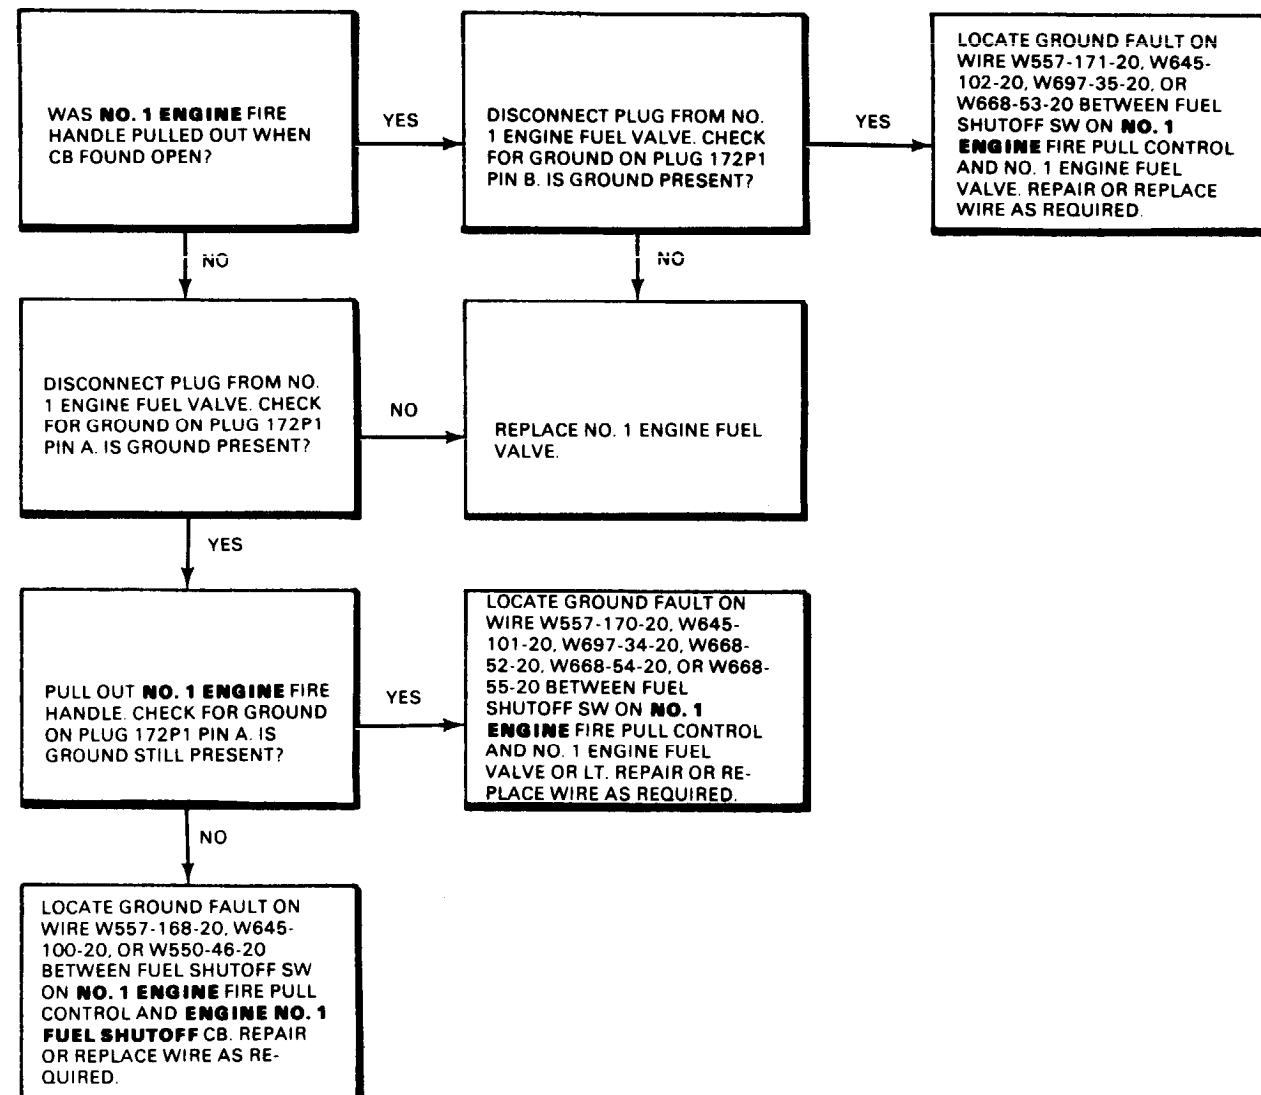 WAS NO. 1 ENGINE FIRE
HANDLE PULLED OUT WHEN
CB FOUND OPEN?
YES
DISCONNECT PLUG FROM NO.
1 ENGINE FUEL VALVE. CHECK
FOR GROUND ON PLUG 172P1
PIN B. IS GROUND PRESENT?
YES
LOCATE GROUND FAULT ON
WIRE W557-171-20, W645-
102-20, W697-35-20, OR
W668-53-20 BETWEEN FUEL
SHUTOFF SW ON NO. 1
ENGINE FIRE PULL CONTROL
AND NO. 1 ENGINE FUEL
VALVE. REPAIR OR REPLACE
WIRE AS REQUIRED.
NO
NO
DISCONNECT PLUG FROM NO.
1 ENGINE FUEL VALVE. CHECK
FOR GROUND ON PLUG 172P1
PIN A. IS GROUND PRESENT?
NO
REPLACE NO. 1 ENGINE FUEL
VALVE.
YES
PULL OUT NO. 1 ENGINE FIRE
HANDLE. CHECK FOR GROUND
ON PLUG 172P1 PIN A. IS
GROUND STILL PRESENT?
YES
LOCATE GROUND FAULT ON
WIRE W557-170-20, W645-
101-20, W697-34-20, W668-
52-20, W668-54-20, OR W668-
55-20 BETWEEN FUEL
SHUTOFF SW ON NO. 1
ENGINE FIRE PULL CONTROL
AND NO. 1 ENGINE FUEL
VALVE OR LT. REPAIR OR RE-
PLACE WIRE AS REQUIRED.
NO
LOCATE GROUND FAULT ON
WIRE W557-168-20, W645-
100-20, OR W550-46-20
BETWEEN FUEL SHUTOFF SW
ON NO. 1 ENGINE FIRE PULL
CONTROL AND ENGINE NO. 1
FUEL SHUTOFF CB. REPAIR
OR REPLACE WIRE AS RE-
QUIRED.